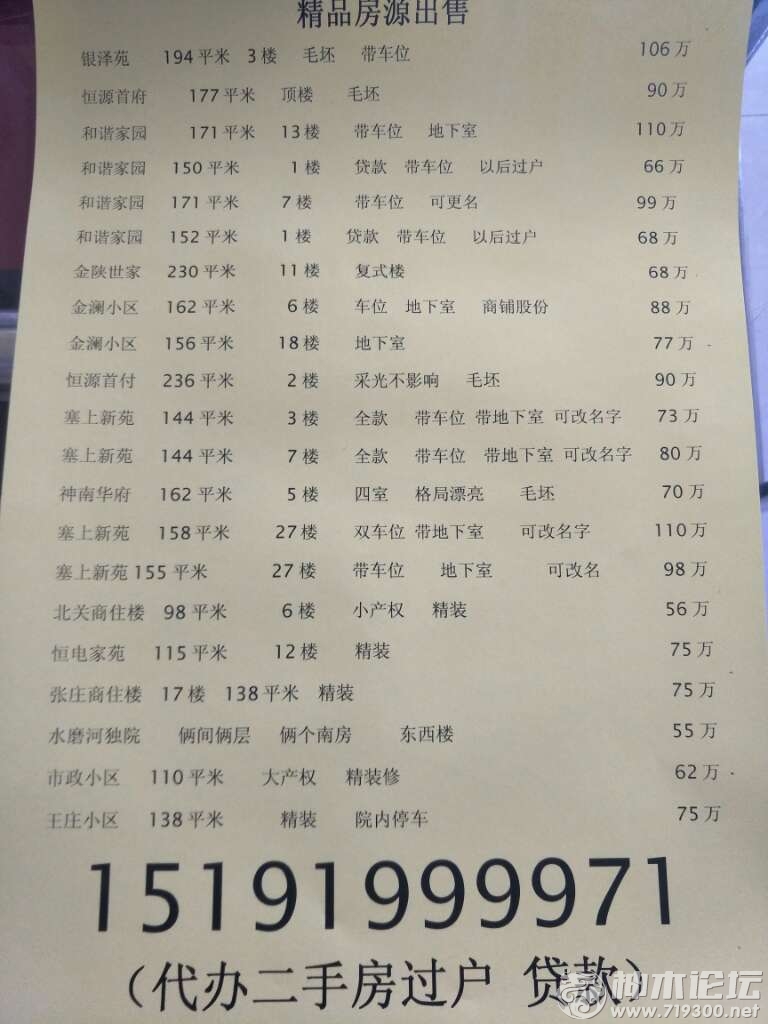 精品房源出售
银泽苑 194平米 3楼 毛坯 带车位 106万
恒源首府 177平米 顶楼 毛坯 90万
和谐家园 171平米 13楼 带车位 地下室 110万
和谐家园 150平米 1楼 贷款 带车位 以后过户 66万
和谐家园 171平米 7楼 带车位 可更名 99万
和谐家园 152平米 1楼 贷款 带车位 以后过户 68万
金陕世家 230平米 11楼 复式楼 68万
金澜小区 162平米 6楼 车位 地下室 商铺股份 88万
金澜小区 156平米 18楼 地下室 77万
恒源首付 236平米 2楼 采光不影响 毛坯 90万
塞上新苑 144平米 3楼 全款 带车位 带地下室 可改名字 73万
塞上新苑 144平米 7楼 全款 带车位 带地下室 可改名字 80万
神南华府 162平米 5楼 四室 格局漂亮 毛坯 70万
塞上新苑 158平米 27楼 双车位 带地下室 可改名字 110万
塞上新苑 155平米 27楼 带车位 地下室 可改名 98万
北关商住楼 98平米 6楼 小产权 精装 56万
恒电家苑 115平米 12楼 精装 75万
张庄商住楼 17楼 138平米 精装 75万
水磨河独院 俩间俩层 俩个南房 东西楼 55万
市政小区 110平米 大产权 精装修 62万
王庄小区 138平米 精装 院内停车 75万
15191999971
（代办二手房过户 贷款）
柳木论坛
www.719300.net